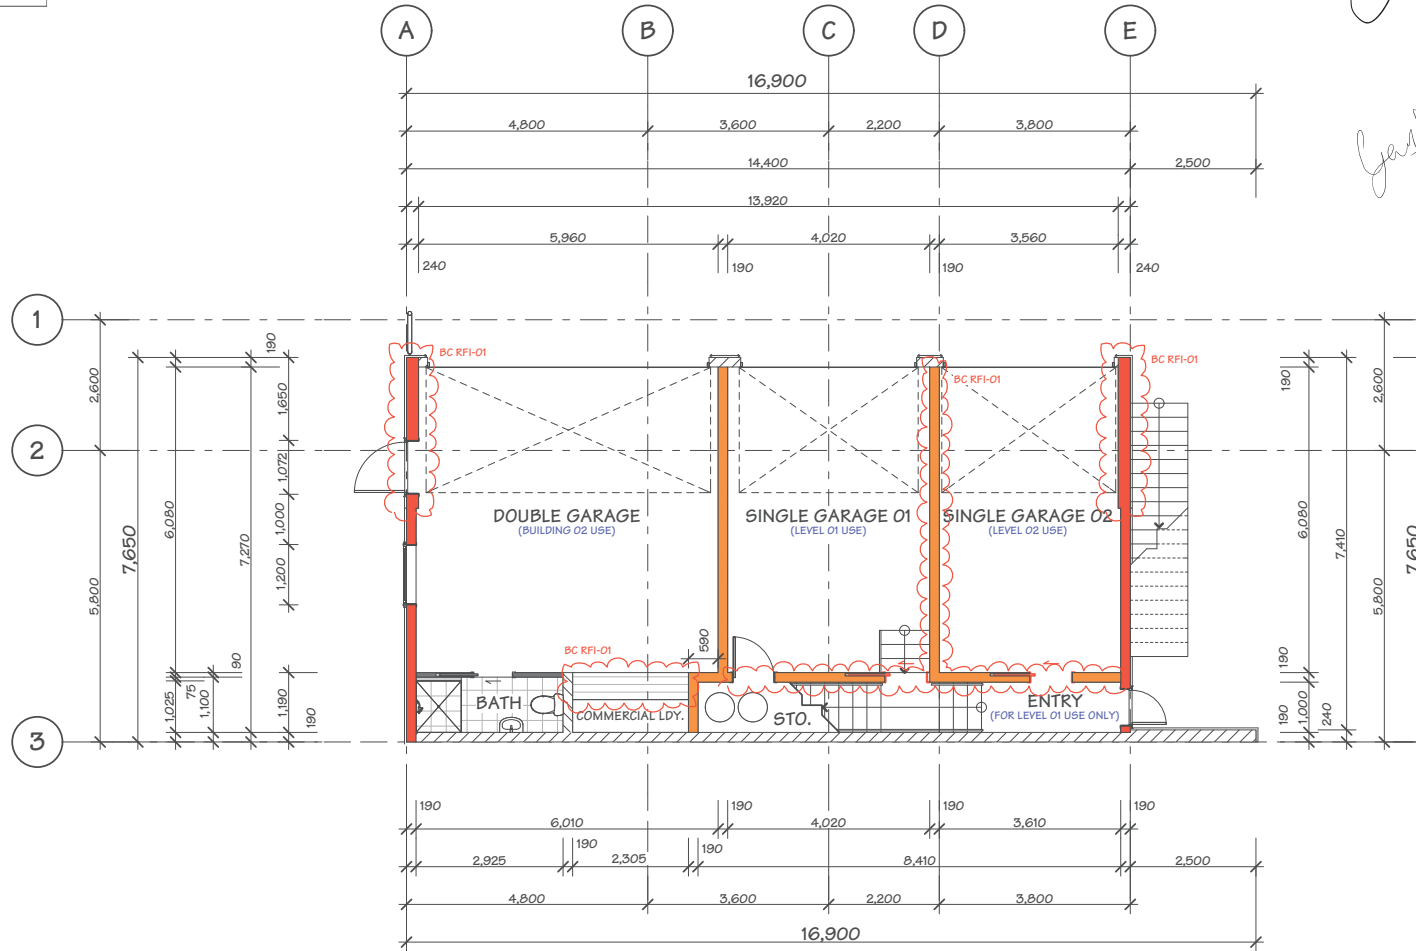 A B C D E
16,900
4,800 3,600 2,200 3,800
14,400 2,500
13,920
5,960 4,020 3,560
240 190 190 240
1
2
3
BC RFI-01
BC RFI-01
BC RFI-01
190
2,600
1,650
1,072
1,000
1,200
6,080
7,270
7,650
5,800
90
75
1,025
1,100
1,190
190
DOUBLE GARAGE
(BUILDING 02 USE)
SINGLE GARAGE 01
(LEVEL 01 USE)
SINGLE GARAGE 02
(LEVEL 02 USE)
590
BC RFI-01
BATH
COMMERCIAL LDY.
STO.
ENTRY
(FOR LEVEL 01 USE ONLY)
190
2,600
6,080
7,410
7,650
5,800
190
1,000
190
240
190 190 190 190
6,010 4,020 3,610
190 190
2,925 2,305 8,410 2,500
4,800 3,600 2,200 3,800
16,900